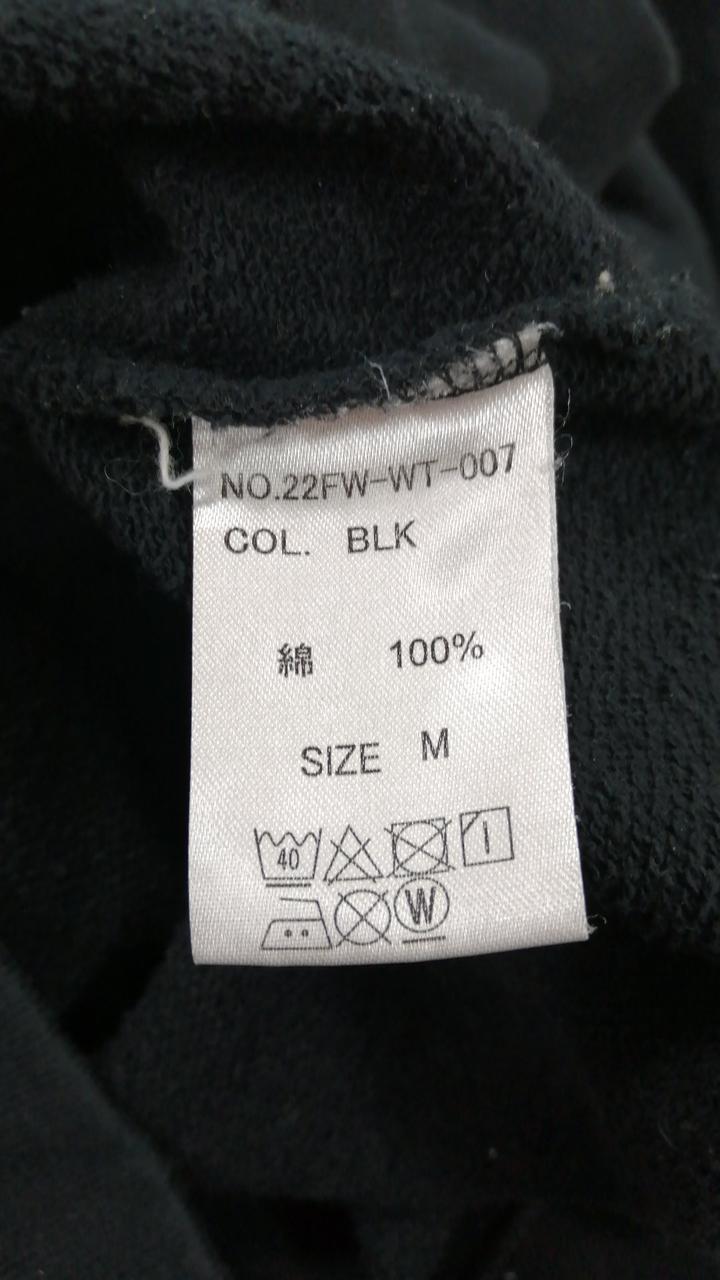 NO.22FW-WT-007
COL. BLK
綿 100%
SIZE M
40
W